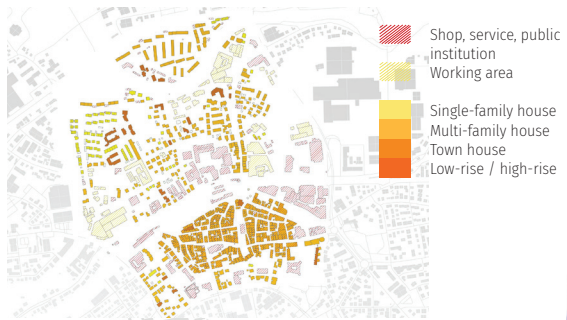 Shop, service, public
institution
Working area
Single-family house
Multi-family house
Town house
Low-rise / high-rise